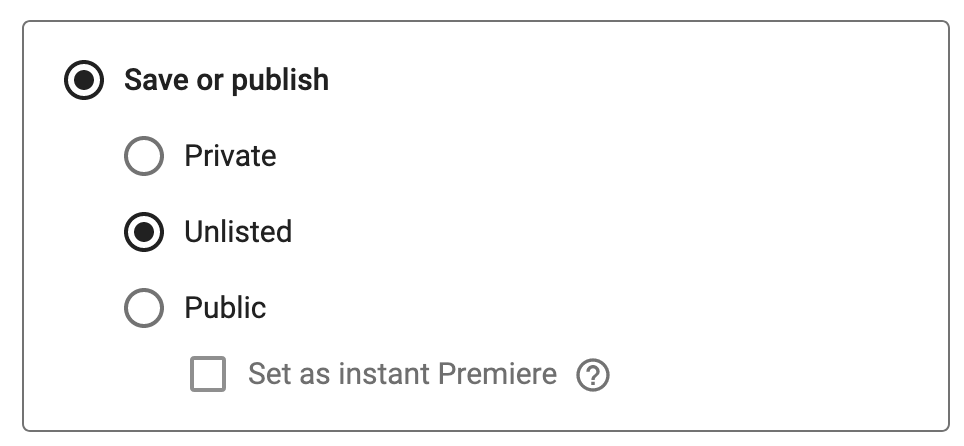 Save or publish
Private
Unlisted
Public
Set as instant Premiere ?